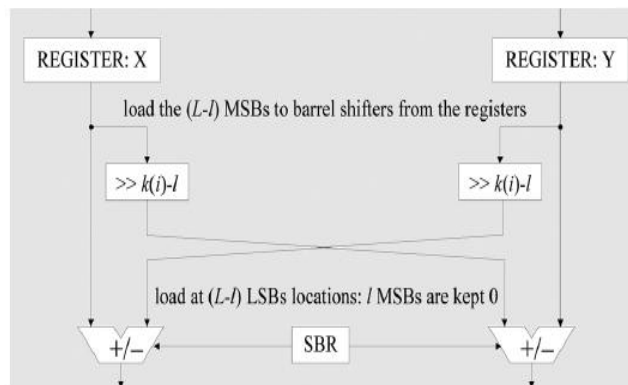 REGISTER: X
REGISTER: Y
load the (L-l) MSBs to barrel shifters from the registers
>> k(i)-l
>> k(i)-l
load at (L-l) LSBs locations: l MSBs are kept 0
+/−
SBR
+/−